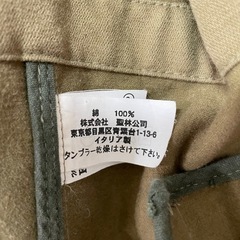 綿 100%
株式会社 聖林公司
東京都目黒区青葉台1-13-6
イタリア製
タンブラー乾燥はさけて下さい。